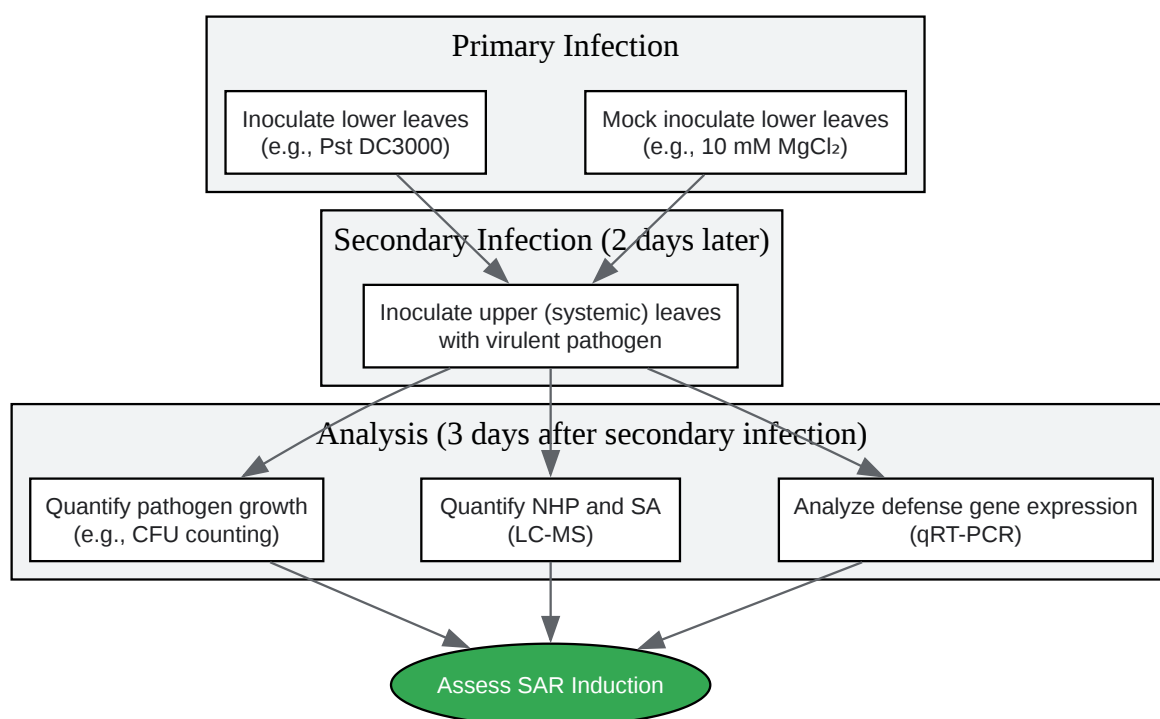 Primary Infection
Inoculate lower leaves
(e.g., Pst DC3000)
Mock inoculate lower leaves
(e.g., 10 mM MgCl₂)
Secondary Infection (2 days later)
Inoculate upper (systemic) leaves
with virulent pathogen
Analysis (3 days after secondary infection)
Quantify pathogen growth
(e.g., CFU counting)
Quantify NHP and SA
(LC-MS)
Analyze defense gene expression
(qRT-PCR)
Assess SAR Induction